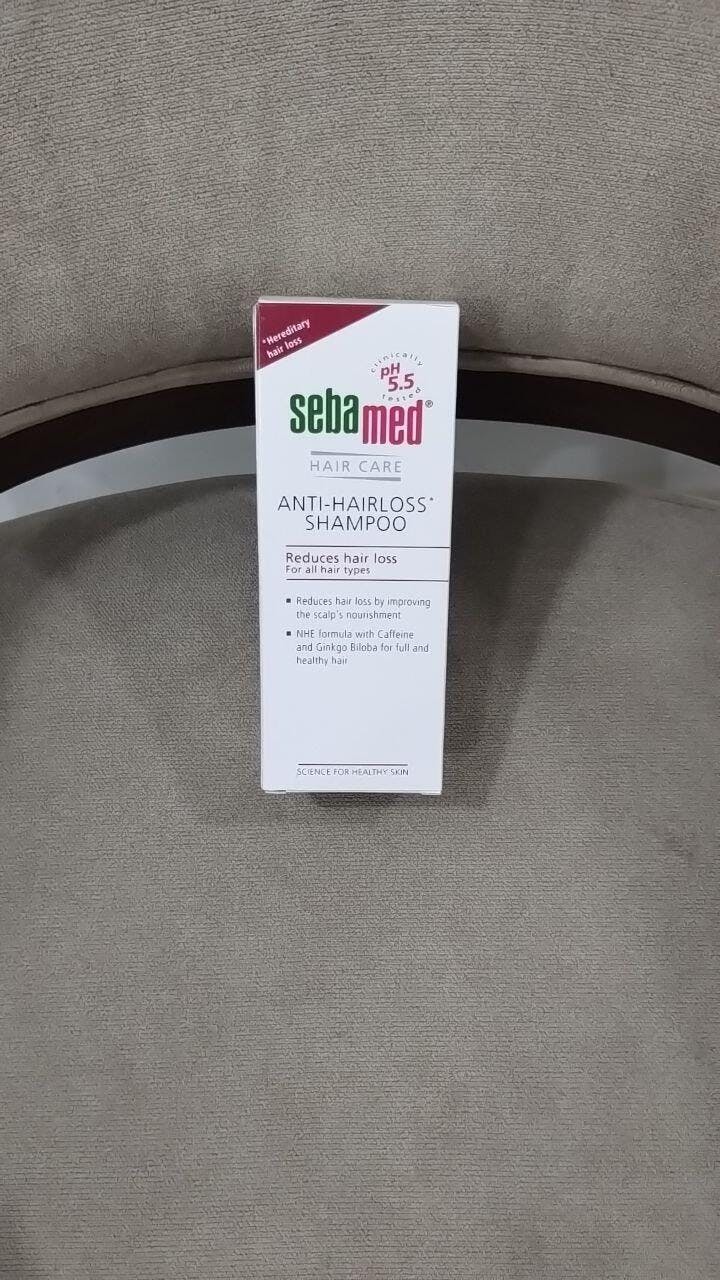 *Hereditary
hair loss
clinically
pH
5.5
tested
sebamed®
HAIR CARE
ANTI-HAIRLOSS*
SHAMPOO
Reduces hair loss
For all hair types
▪ Reduces hair loss by improving
the scalp's nourishment
▪ NHE formula with Caffeine
and Ginkgo Biloba for full and
healthy hair
SCIENCE FOR HEALTHY SKIN